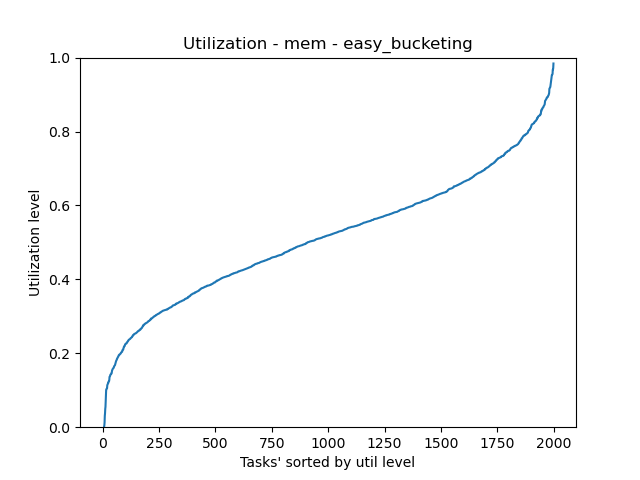 Utilization - mem - easy_bucketing
1.0
0.8
0.6
0.4
0.2
0.0
Utilization level
0 250 500 750 1000 1250 1500 1750 2000
Tasks' sorted by util level